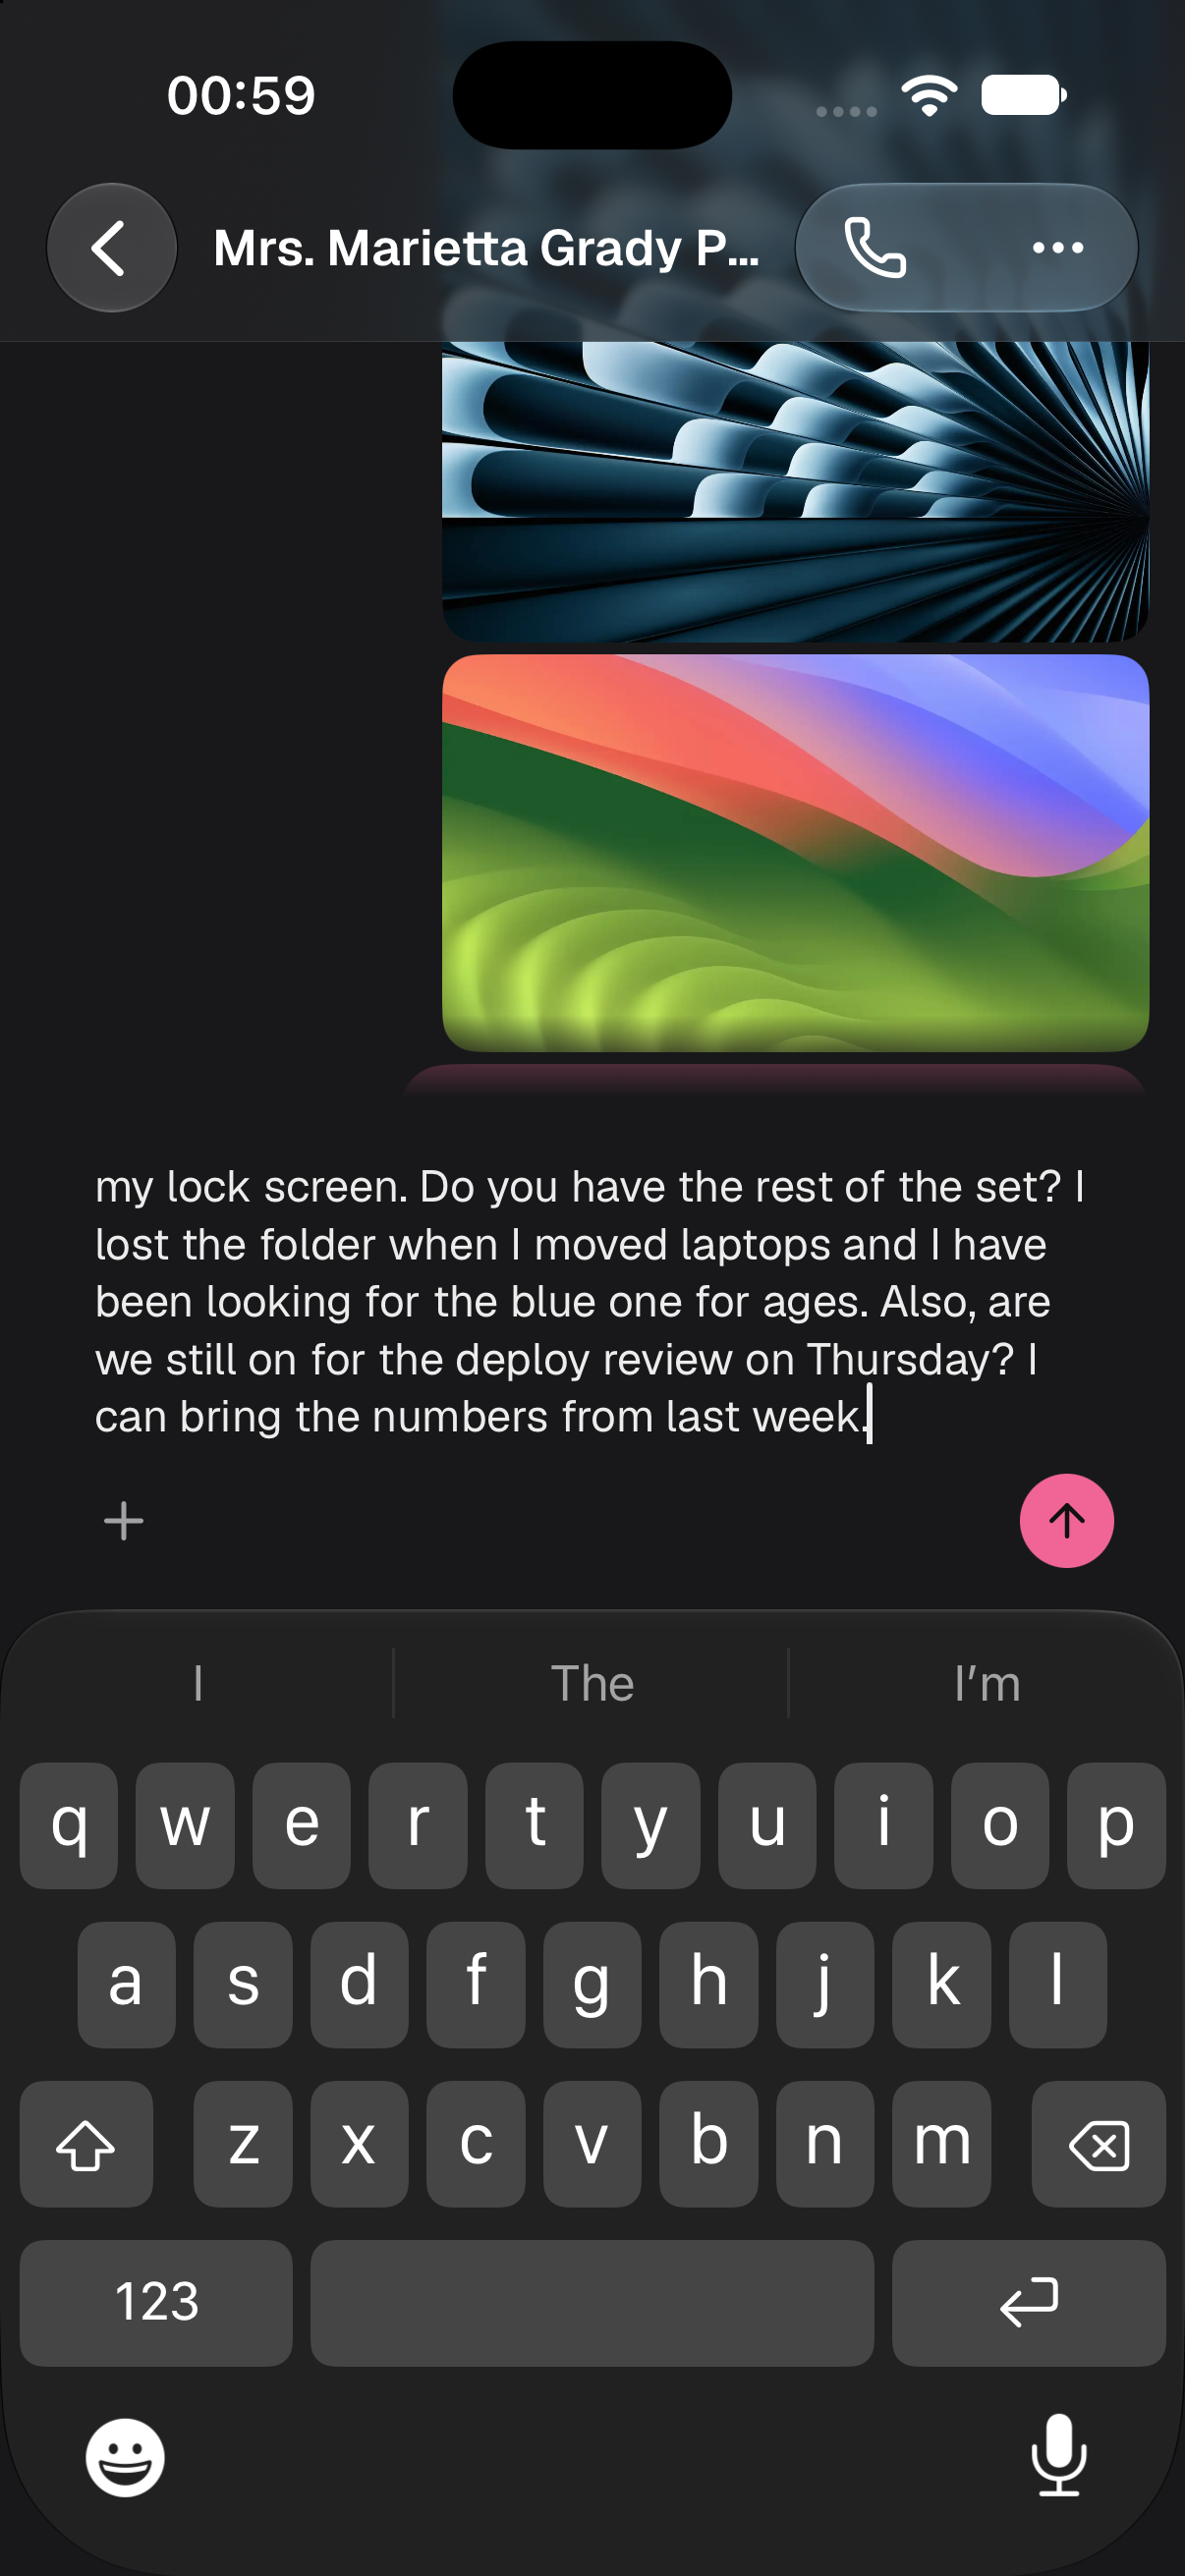 00:59
Mrs. Marietta Grady P...
my lock screen. Do you have the rest of the set? I
lost the folder when I moved laptops and I have
been looking for the blue one for ages. Also, are
we still on for the deploy review on Thursday? I
can bring the numbers from last week.
I The I’m
q w e r t y u i o p
a s d f g h j k l
z x c v b n m
123